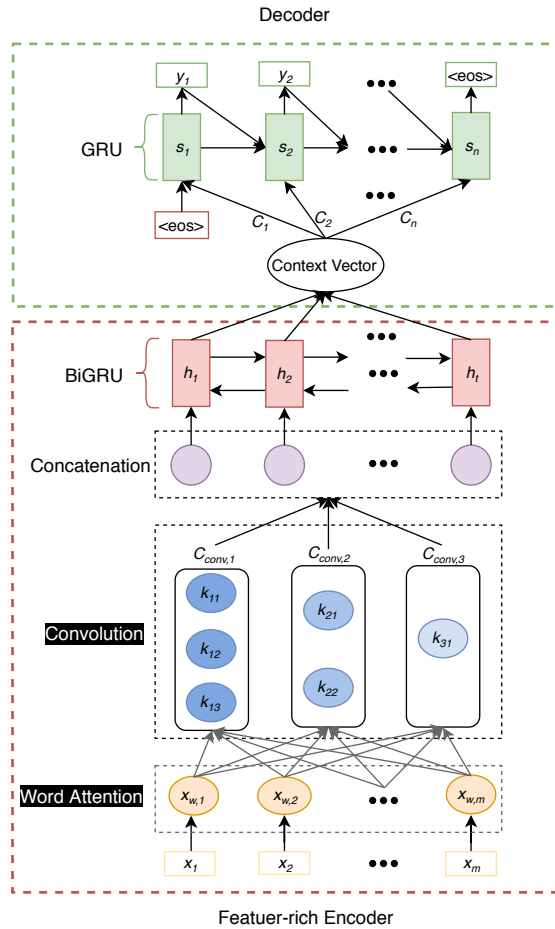 Decoder
y1 y2 ••• <eos>
GRU s1 s2 ••• sn
•••
<eos> C1 C2 Cn
Context Vector
•••
BiGRU h1 h2 ••• ht
Concatenation •••
Cconv,1 Cconv,2 Cconv,3
k11 k21
Convolution k12 k31
k13 k22
Word Attention xw,1 xw,2 ••• xw,m
x1 x2 ••• xm
Featuer-rich Encoder